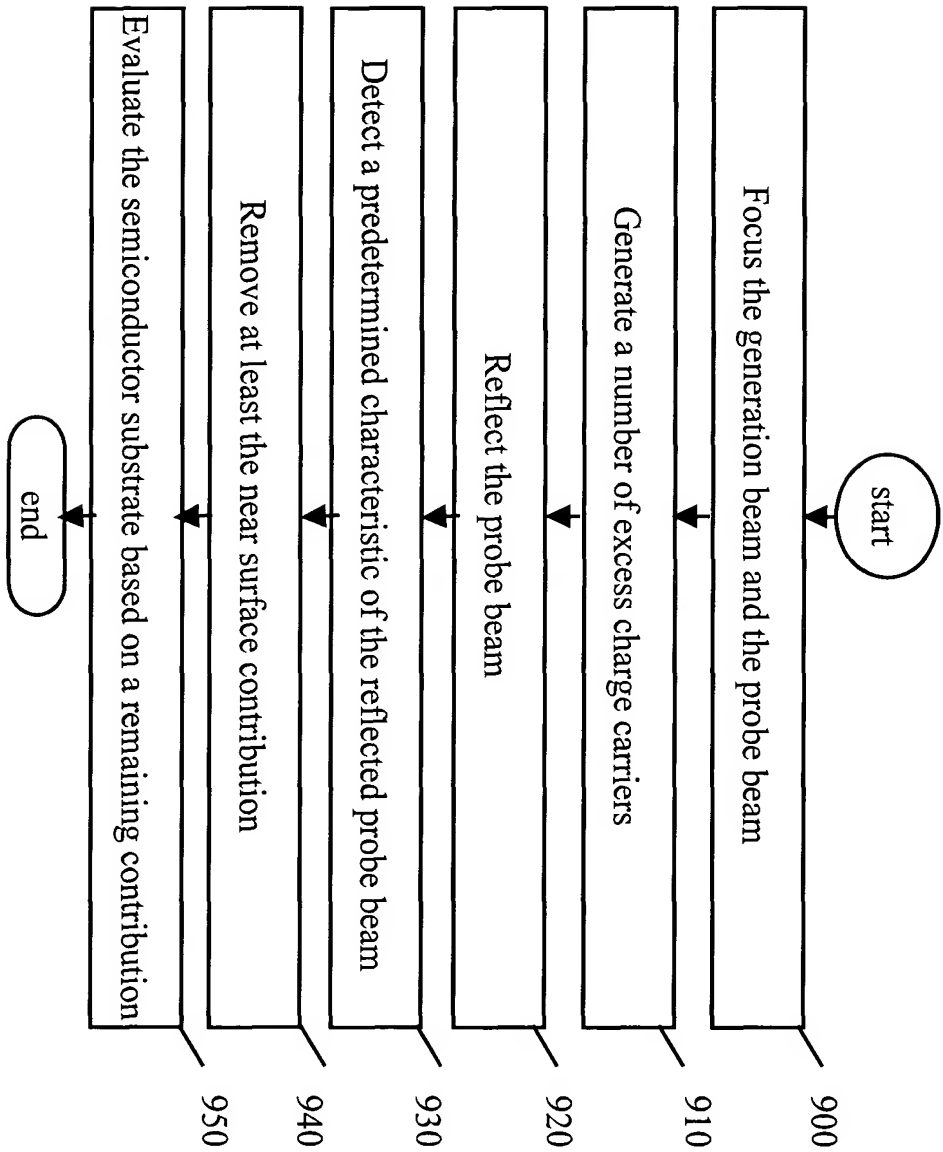 start
Focus the generation beam and the probe beam
900
Generate a number of excess charge carriers
910
Reflect the probe beam
920
Detect a predetermined characteristic of the reflected probe beam
930
Remove at least the near surface contribution
940
Evaluate the semiconductor substrate based on a remaining contribution
950
end